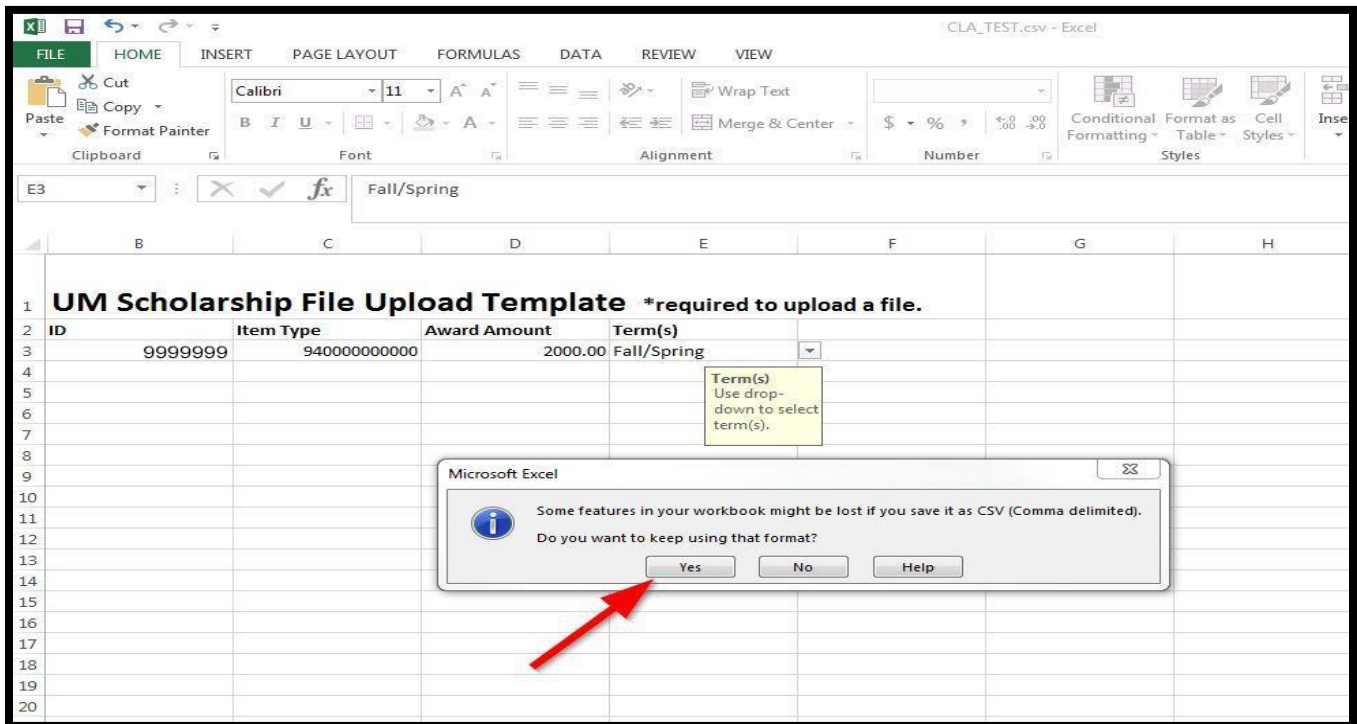 CLA_TEST.csv - Excel
FILE HOME INSERT PAGE LAYOUT FORMULAS DATA REVIEW VIEW
Cut
Copy
Paste
Format Painter
Clipboard
Calibri 11 A A
B I U A
Font
Wrap Text
Merge & Center
Alignment
$ % ,
Number
Conditional Formatting
Format as Table
Cell Styles
Styles
Inse
E3 fx Fall/Spring
B C D E F G H
1 UM Scholarship File Upload Template *required to upload a file.
2 ID Item Type Award Amount Term(s)
3 9999999 940000000000 2000.00 Fall/Spring
4
Term(s)
5
Use drop-
down to select
6
term(s).
7
8
9
Microsoft Excel
10
Some features in your workbook might be lost if you save it as CSV (Comma delimited).
11
12
Do you want to keep using that format?
13
Yes No Help
14
15
16
17
18
19
20